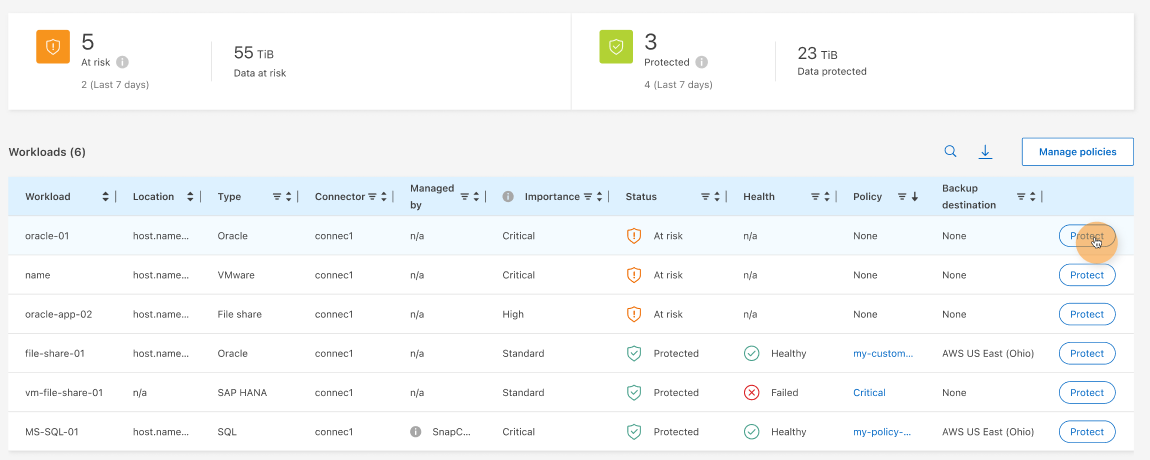 5
At risk
2 (Last 7 days)
55 TiB
Data at risk
3
Protected
4 (Last 7 days)
23 TiB
Data protected
Workloads (6)
Manage policies
Workload Location Type Connector Managed by Importance Status Health Policy Backup destination
oracle-01 host.name... Oracle connec1 n/a Critical At risk n/a None None Protect
name host.name... VMware connec1 n/a Critical At risk n/a None None Protect
oracle-app-02 host.name... File share connec1 n/a High At risk n/a None None Protect
file-share-01 host.name... Oracle connec1 n/a Standard Protected Healthy my-custom... AWS US East (Ohio) Protect
vm-file-share-01 n/a SAP HANA connec1 n/a Standard Protected Failed Critical None Protect
MS-SQL-01 host.name... SQL connec1 SnapC... Critical Protected Healthy my-policy-... AWS US East (Ohio) Protect